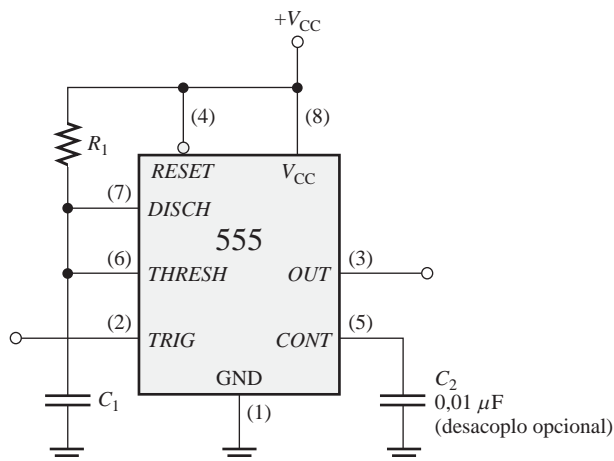 +VCC
(4)
(8)
R1
RESET
VCC
(7)
DISCH
555
(6)
THRESH
OUT
(3)
(2)
TRIG
CONT
(5)
GND
C1
(1)
C2
0,01 μF
(desacoplo opcional)